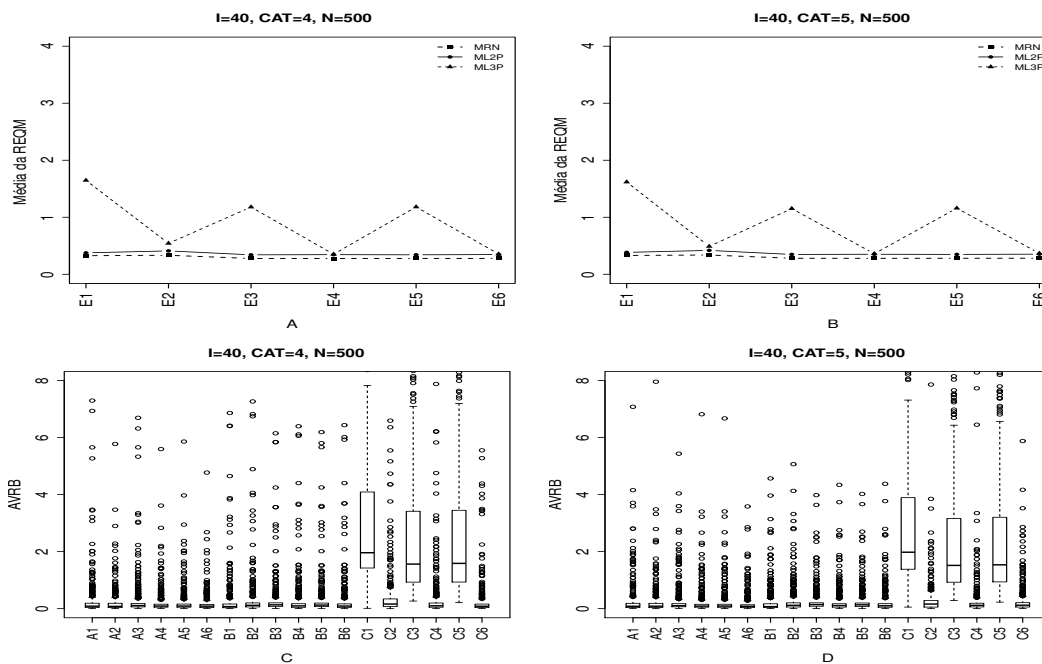 I=40, CAT=4, N=500
MRN
ML2P
ML3P
Média da REQM
0 1 2 3 4
E1 E2 E3 E4 E5 E6
A
I=40, CAT=5, N=500
MRN
ML2P
ML3P
Média da REQM
0 1 2 3 4
E1 E2 E3 E4 E5 E6
B
I=40, CAT=4, N=500
AVRB
0 2 4 6 8
A1 A2 A3 A4 A5 A6 B1 B2 B3 B4 B5 B6 C1 C2 C3 C4 C5 C6
C
I=40, CAT=5, N=500
AVRB
0 2 4 6 8
A1 A2 A3 A4 A5 A6 B1 B2 B3 B4 B5 B6 C1 C2 C3 C4 C5 C6
D